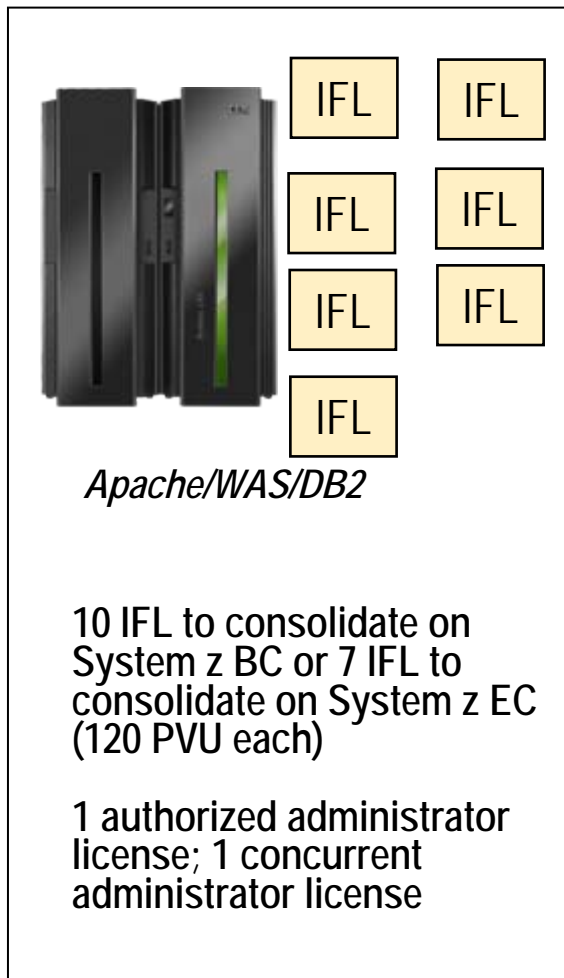 IFL IFL
IFL IFL
IFL IFL
IFL
Apache/WAS/DB2
10 IFL to consolidate on
System z BC or 7 IFL to
consolidate on System z EC
(120 PVU each)
1 authorized administrator
license; 1 concurrent
administrator license